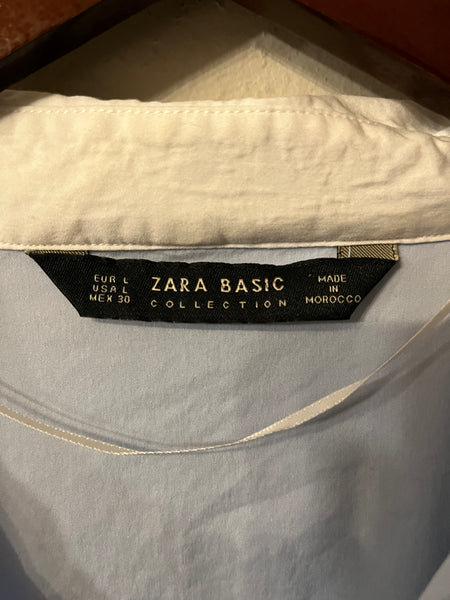 EUR L
USA L
MEX 30
ZARA BASIC
COLLECTION
MADE
IN
MOROCCO